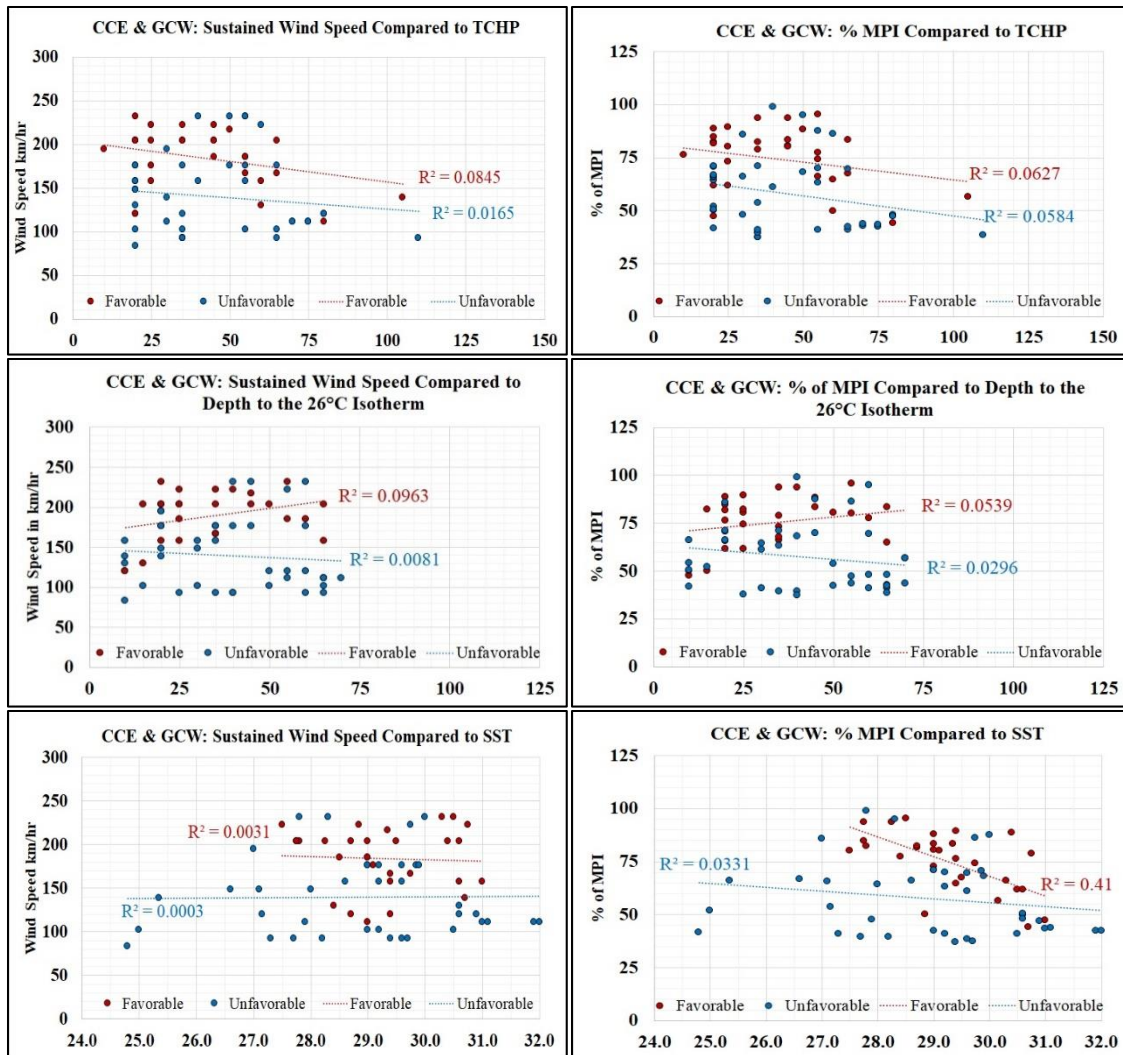 CCE & GCW: Sustained Wind Speed Compared to TCHP
300
250
200
150
100
50
0
Wind Speed km/hr
R² = 0.0845
R² = 0.0165
Favorable Unfavorable Favorable Unfavorable
0 25 50 75 100 125 150
CCE & GCW: % MPI Compared to TCHP
125
100
75
50
25
0
% of MPI
R² = 0.0627
R² = 0.0584
Favorable Unfavorable Favorable Unfavorable
0 25 50 75 100 125 150
CCE & GCW: Sustained Wind Speed Compared to
Depth to the 26°C Isotherm
300
250
200
150
100
50
0
Wind Speed in km/hr
R² = 0.0963
R² = 0.0081
Favorable Unfavorable Favorable Unfavorable
0 25 50 75 100 125
CCE & GCW: % of MPI Compared to Depth to the
26°C Isotherm
125
100
75
50
25
0
% of MPI
R² = 0.0539
R² = 0.0296
Favorable Unfavorable Favorable Unfavorable
0 25 50 75 100 125
CCE & GCW: Sustained Wind Speed Compared to SST
300
250
200
150
100
50
0
Wind Speed km/hr
R² = 0.0031
R² = 0.0003
Favorable Unfavorable Favorable Unfavorable
24.0 25.0 26.0 27.0 28.0 29.0 30.0 31.0 32.0
CCE & GCW: % MPI Compared to SST
125
100
75
50
25
0
% of MPI
R² = 0.0331
R² = 0.41
Favorable Unfavorable Favorable Unfavorable
24.0 25.0 26.0 27.0 28.0 29.0 30.0 31.0 32.0